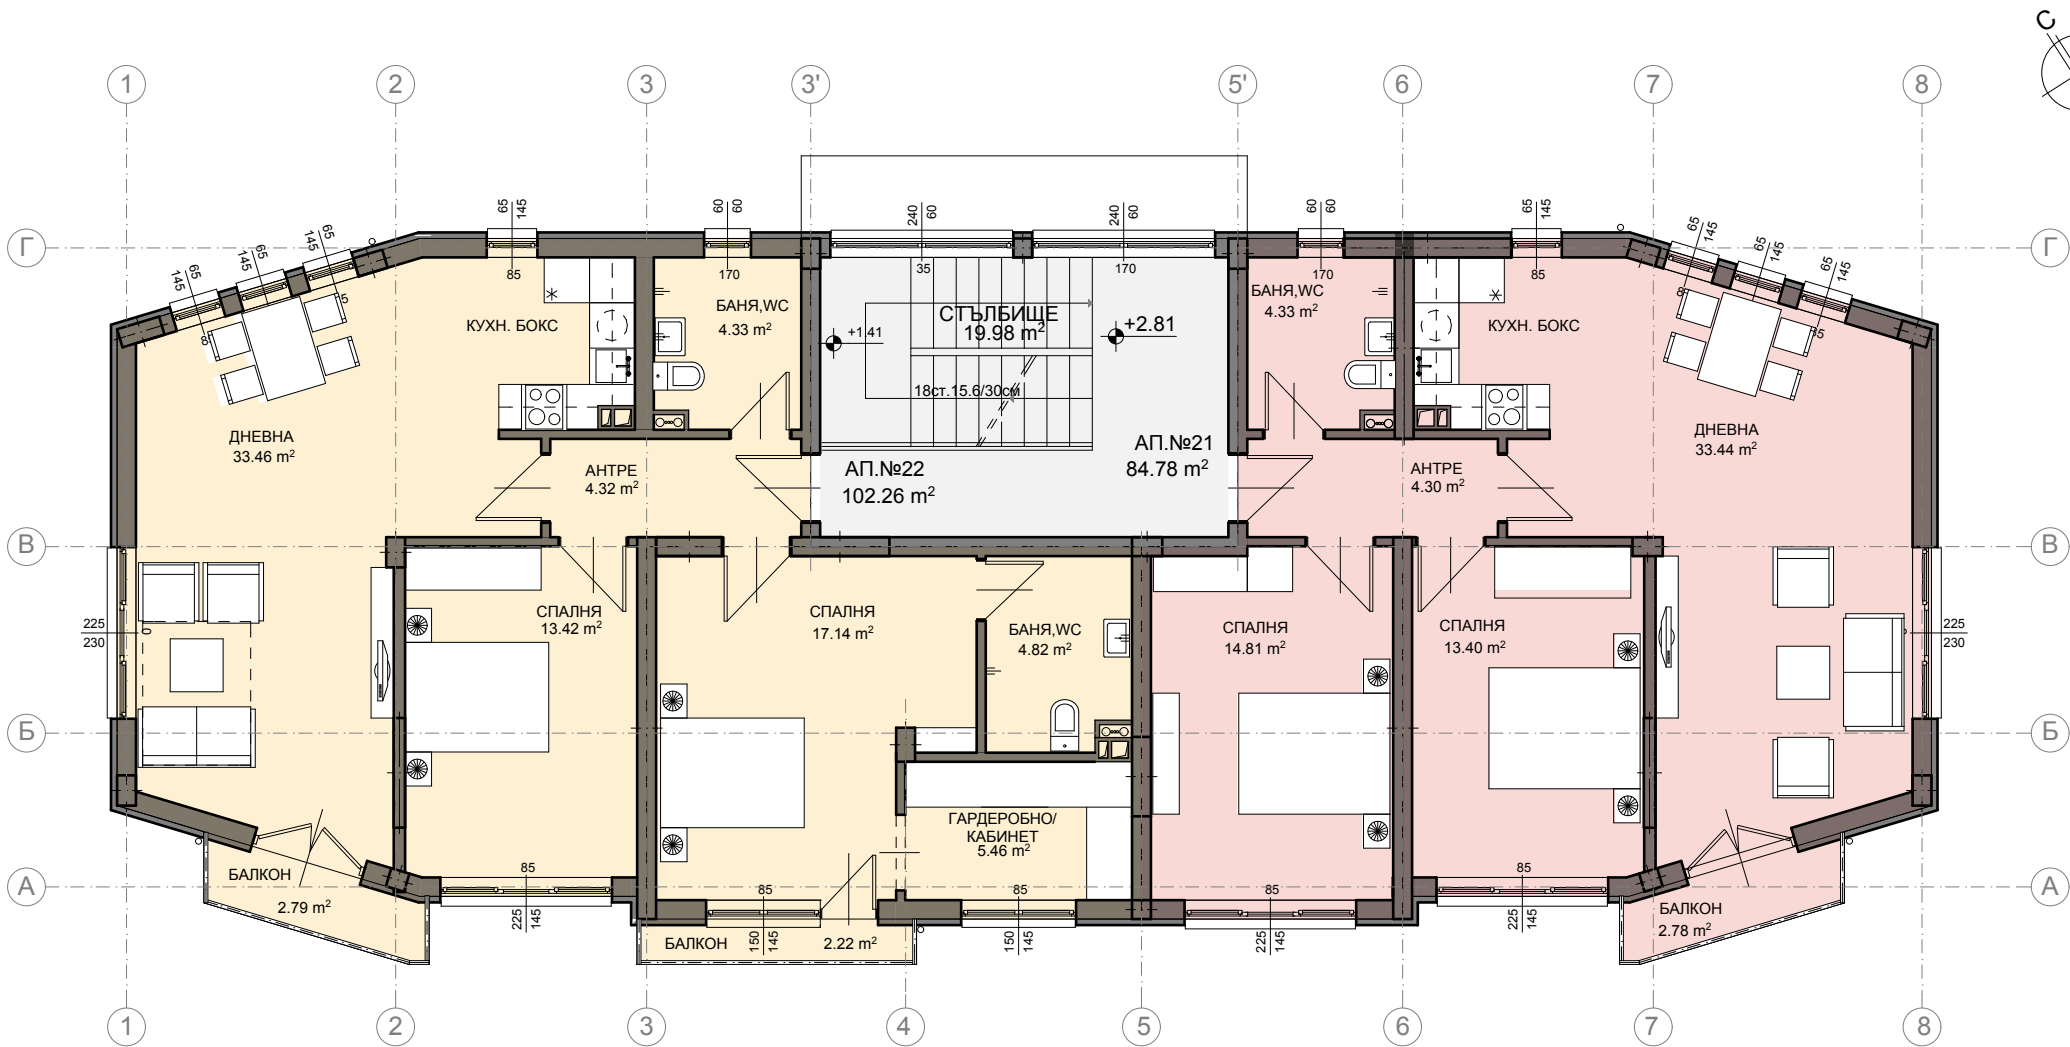 С
1
2
3
3'
5'
6
7
8
Г
Г
В
В
Б
Б
А
А
65
145
65
145
65
145
65
145
85
60
60
170
240
60
35
240
60
170
60
60
170
65
145
85
65
145
65
145
65
145
КУХН. БОКС
БАНЯ,WC
4.33 m²
СТЪЛБИЩЕ
19.98 m²
+1.41
+2.81
18ст.15.6/30см
БАНЯ,WC
4.33 m²
КУХН. БОКС
ДНЕВНА
33.46 m²
АНТРЕ
4.32 m²
АП.№22
102.26 m²
АП.№21
84.78 m²
АНТРЕ
4.30 m²
ДНЕВНА
33.44 m²
225
230
0
СПАЛНЯ
13.42 m²
СПАЛНЯ
17.14 m²
БАНЯ,WC
4.82 m²
СПАЛНЯ
14.81 m²
СПАЛНЯ
13.40 m²
225
230
ГАРДЕРОБНО/
КАБИНЕТ
5.46 m²
БАЛКОН
2.79 m²
85
225
145
БАЛКОН
2.22 m²
85
150
145
85
150
145
85
225
145
85
225
145
БАЛКОН
2.78 m²
1
2
3
4
5
6
7
8